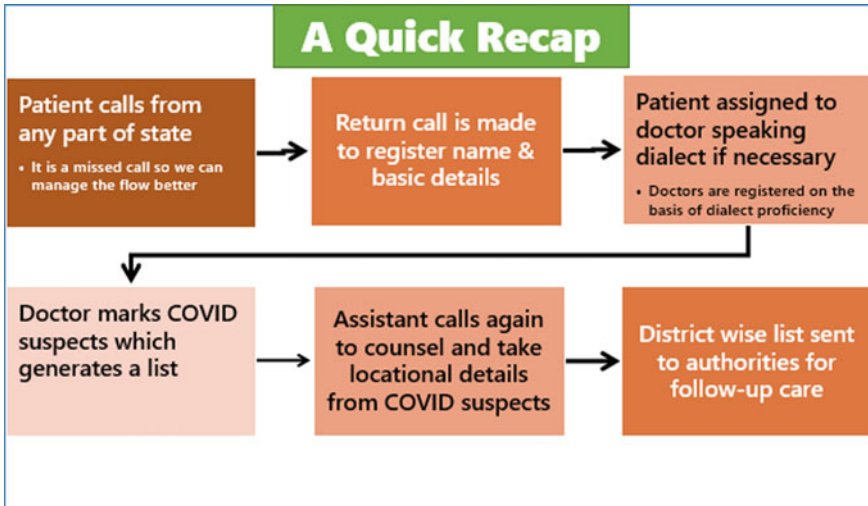 A Quick Recap
Patient calls from
any part of state
• It is a missed call so we can
manage the flow better
Return call is made
to register name &
basic details
Patient assigned to
doctor speaking
dialect if necessary
• Doctors are registered on the
basis of dialect proficiency
Doctor marks COVID
suspects which
generates a list
Assistant calls again
to counsel and take
locational details
from COVID suspects
District wise list sent
to authorities for
follow-up care